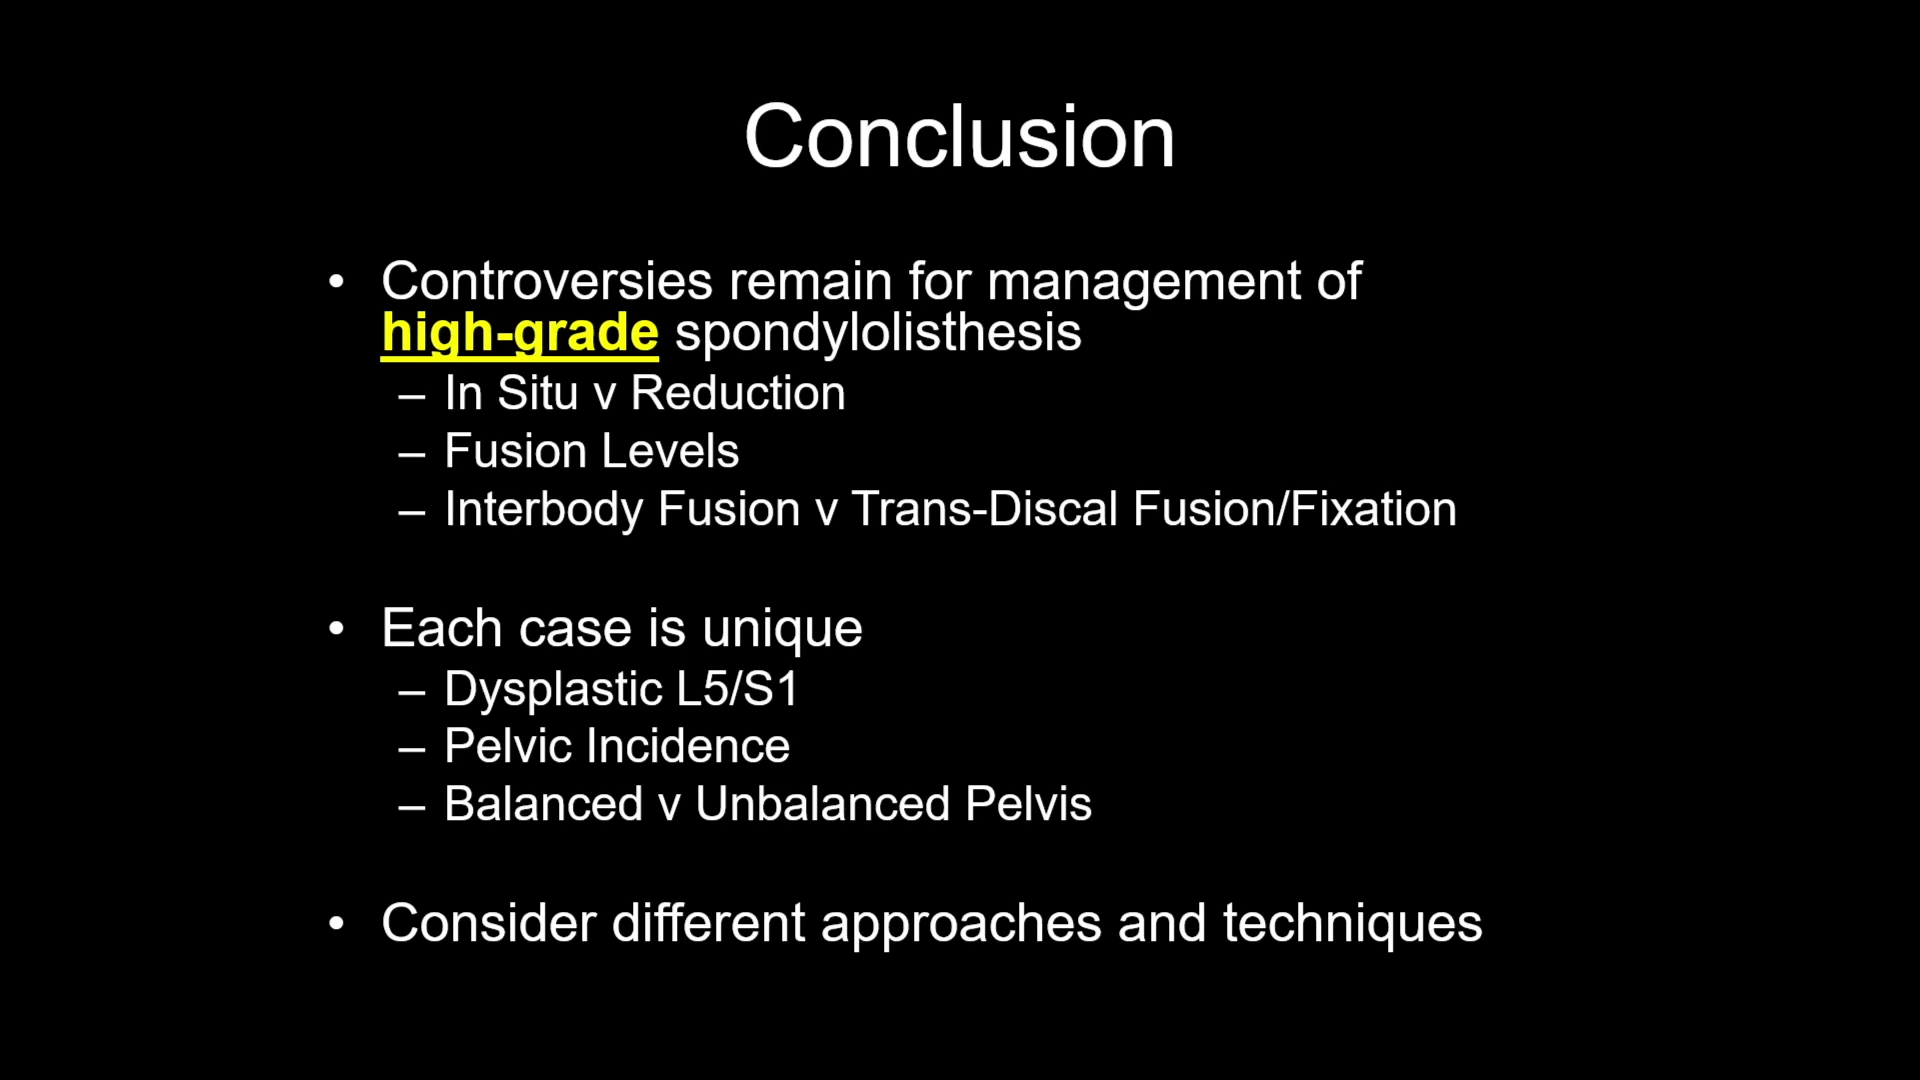 Conclusion
• Controversies remain for management of
high-grade spondylolisthesis
– In Situ v Reduction
– Fusion Levels
– Interbody Fusion v Trans-Discal Fusion/Fixation
• Each case is unique
– Dysplastic L5/S1
– Pelvic Incidence
– Balanced v Unbalanced Pelvis
• Consider different approaches and techniques